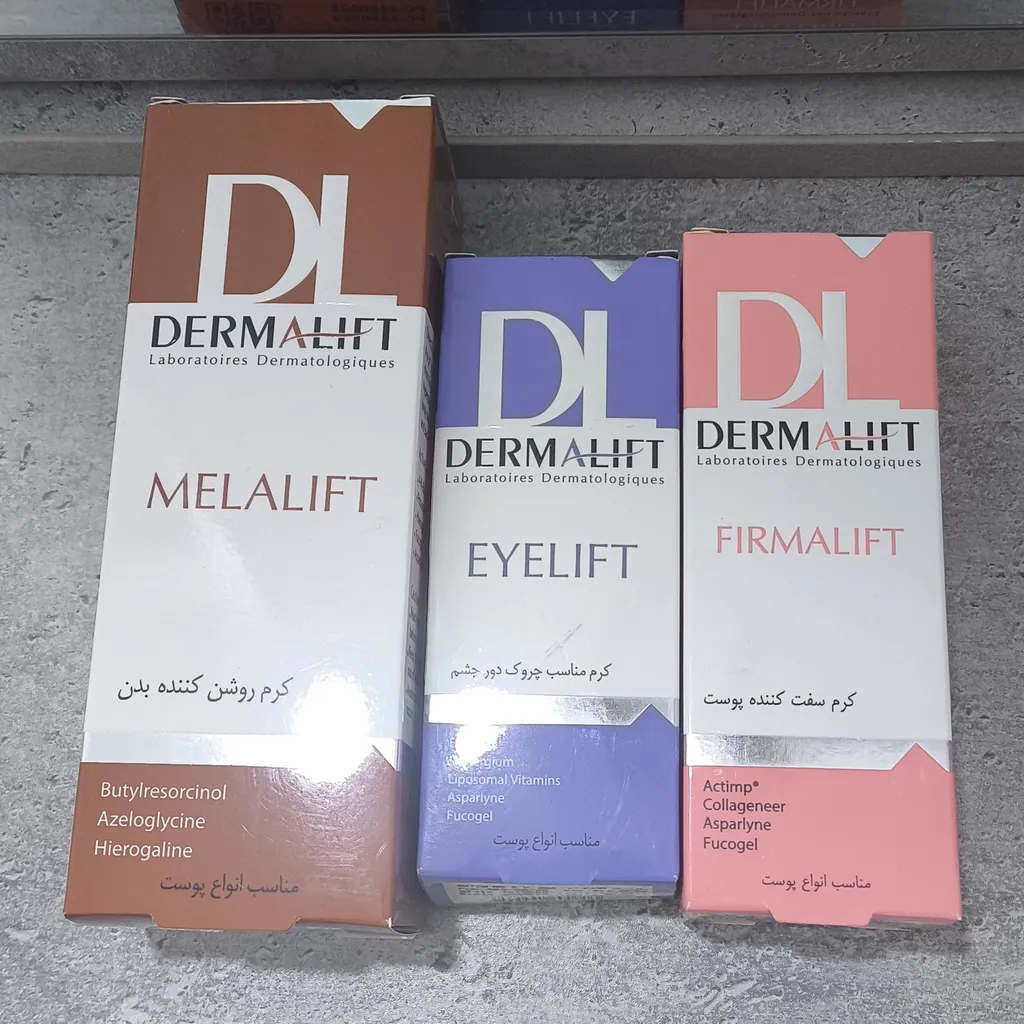 DL
DERMALIFT
Laboratoires Dermatologiques
MELALIFT
کرم روشن کننده بدن
Butylresorcinol
Azeloglycine
Hierogaline
مناسب انواع پوست
DL
DERMALIFT
Laboratoires Dermatologiques
EYELIFT
کرم مناسب چروک دور چشم
Liposomal Vitamins
Asparlyne
Fucogel
مناسب انواع پوست
DL
DERMALIFT
Laboratoires Dermatologiques
FIRMALIFT
کرم سفت کننده پوست
Actimp®
Collageneer
Asparlyne
Fucogel
مناسب انواع پوست